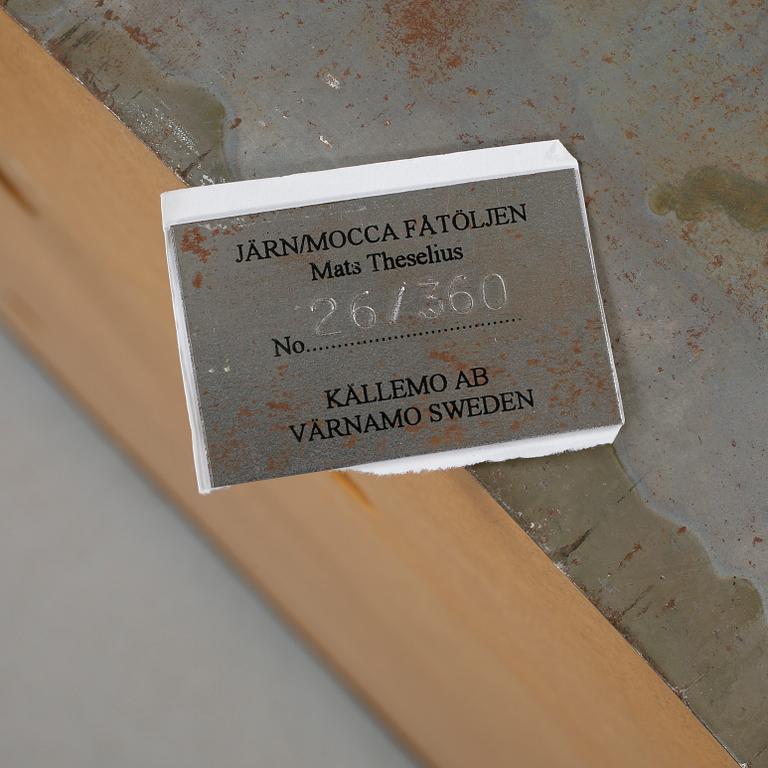 JÄRN/MOCCA FÅTÖLJEN
Mats Theselius
26/360
No..................................
KÄLLEMO AB
VÄRNAMO SWEDEN